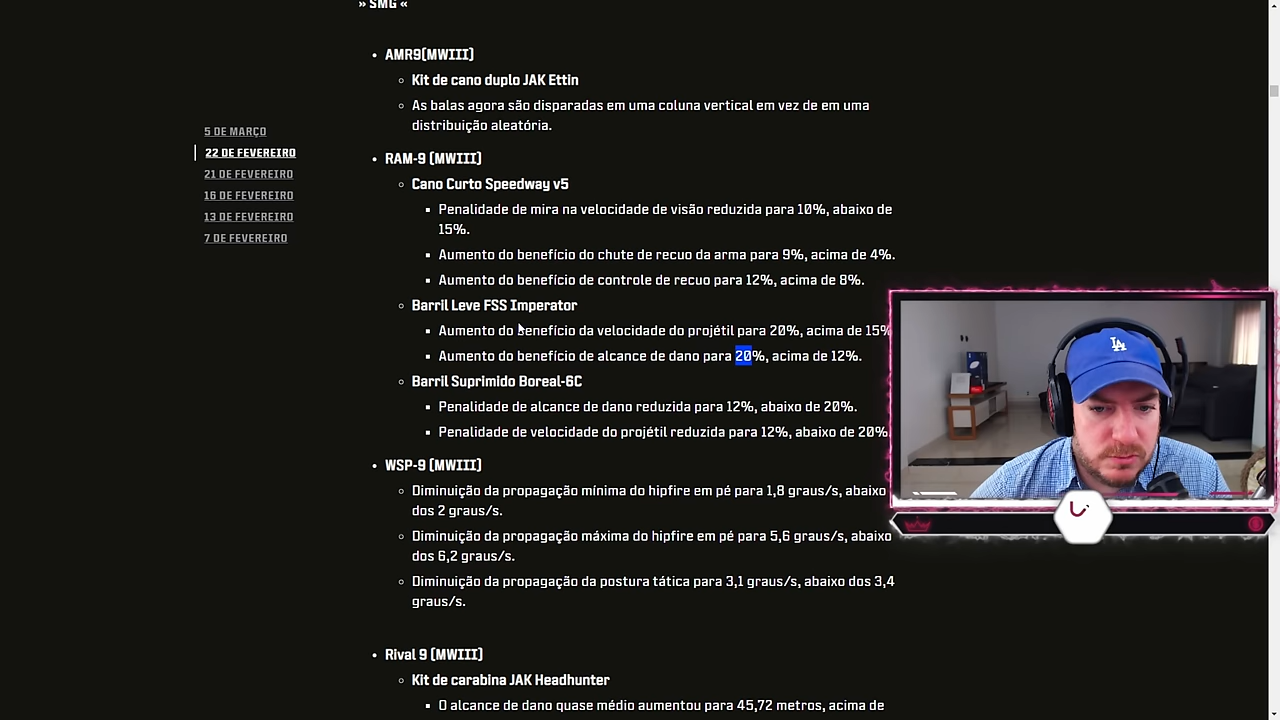 » SMG «
AMR9(MWIII)
Kit de cano duplo JAK Ettin
As balas agora são disparadas em uma coluna vertical em vez de em uma
distribuição aleatória.
5 DE MARÇO
22 DE FEVEREIRO
21 DE FEVEREIRO
16 DE FEVEREIRO
13 DE FEVEREIRO
7 DE FEVEREIRO
RAM-9 (MWIII)
Cano Curto Speedway v5
Penalidade de mira na velocidade de visão reduzida para 10%, abaixo de
15%.
Aumento do benefício do chute de recuo da arma para 9%, acima de 4%.
Aumento do benefício de controle de recuo para 12%, acima de 8%.
Barril Leve FSS Imperator
Aumento do benefício da velocidade do projétil para 20%, acima de 15%
Aumento do benefício de alcance de dano para 20%, acima de 12%.
Barril Suprimido Boreal-6C
Penalidade de alcance de dano reduzida para 12%, abaixo de 20%.
Penalidade de velocidade do projétil reduzida para 12%, abaixo de 20%
WSP-9 (MWIII)
Diminuição da propagação mínima do hipfire em pé para 1,8 graus/s, abaixo
dos 2 graus/s.
Diminuição da propagação máxima do hipfire em pé para 5,6 graus/s, abaixo
dos 6,2 graus/s.
Diminuição da propagação da postura tática para 3,1 graus/s, abaixo dos 3,4
graus/s.
Rival 9 (MWIII)
Kit de carabina JAK Headhunter
O alcance de dano quase médio aumentou para 45,72 metros, acima de
LA